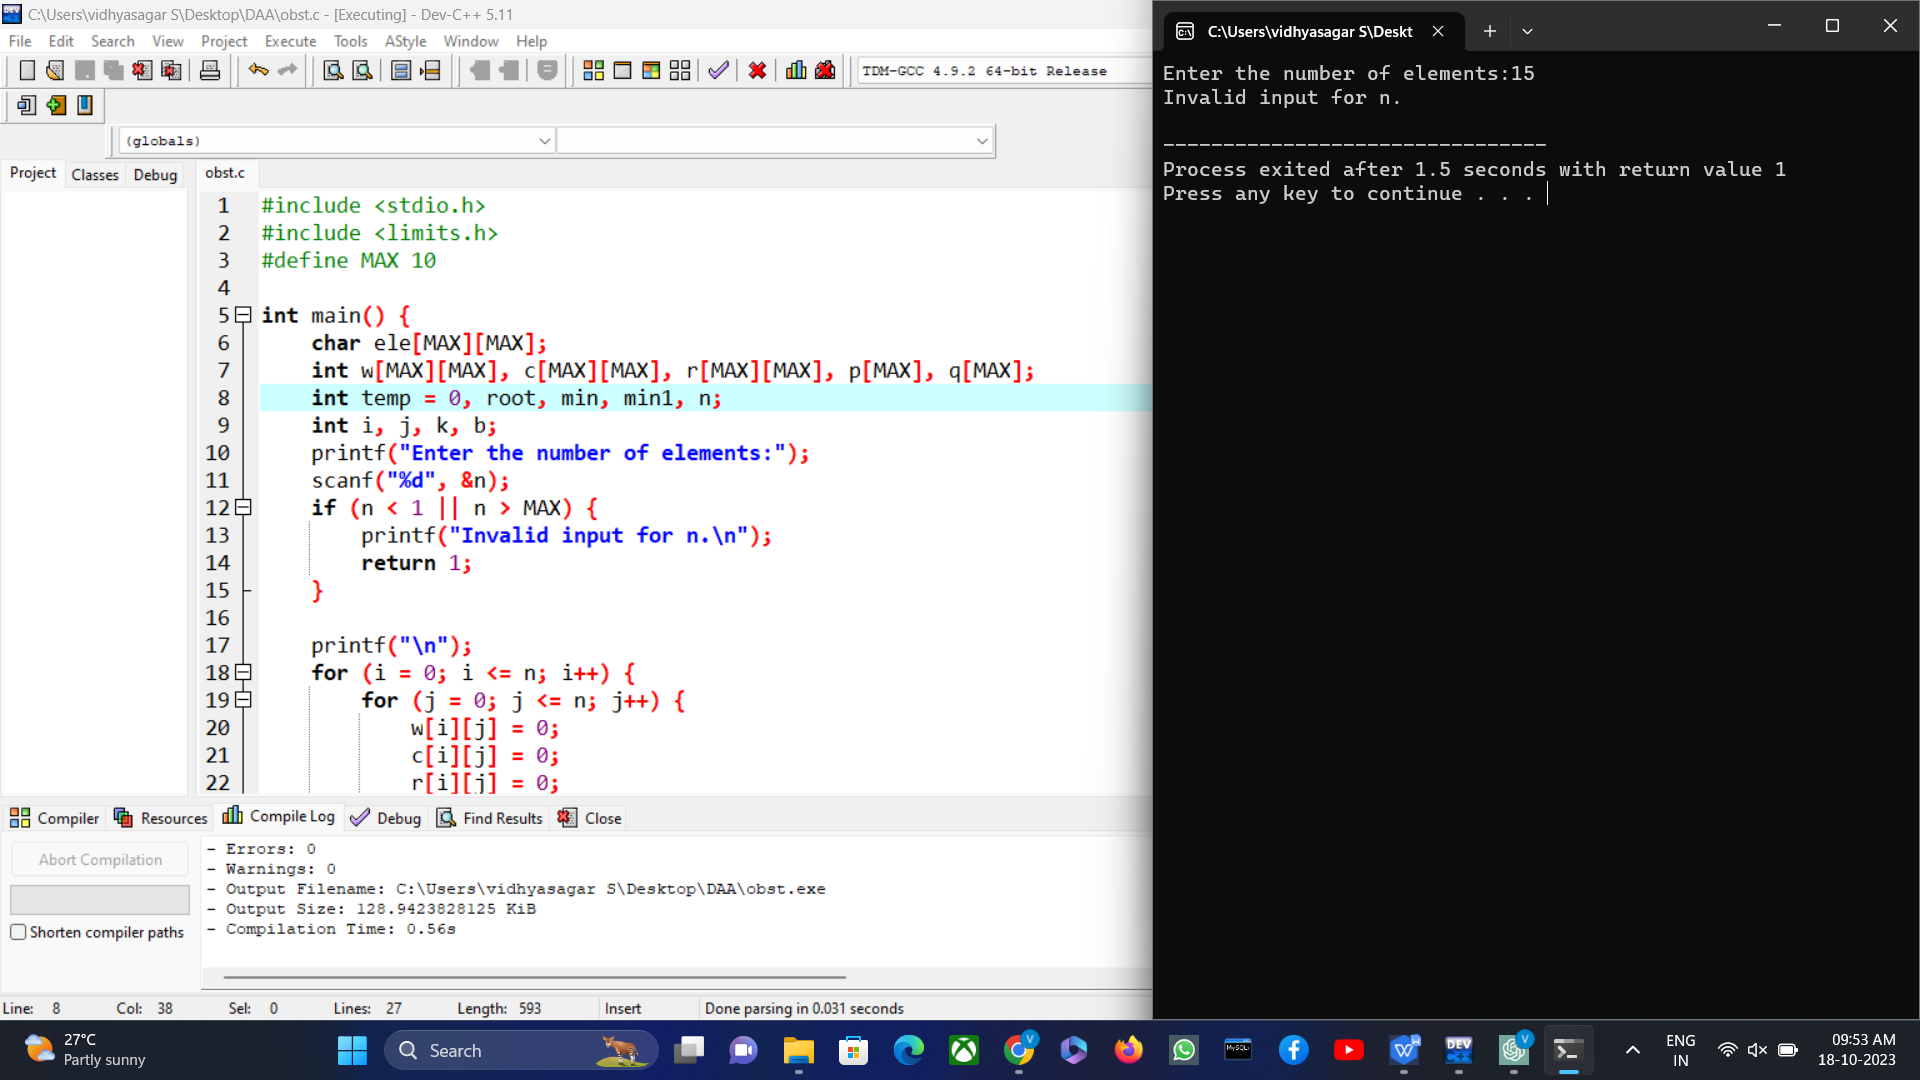 C:\Users\vidhyasagar S\Desktop\DAA\obst.c - [Executing] - Dev-C++ 5.11
File Edit Search View Project Execute Tools AStyle Window Help
TDM-GCC 4.9.2 64-bit Release
(globals)
Project Classes Debug
obst.c
1 #include <stdio.h>
2 #include <limits.h>
3 #define MAX 10
4
5 int main() {
6 char ele[MAX][MAX];
7 int w[MAX][MAX], c[MAX][MAX], r[MAX][MAX], p[MAX], q[MAX];
8 int temp = 0, root, min, min1, n;
9 int i, j, k, b;
10 printf("Enter the number of elements:");
11 scanf("%d", &n);
12 if (n < 1 || n > MAX) {
13 printf("Invalid input for n.\n");
14 return 1;
15 }
16
17 printf("\n");
18 for (i = 0; i <= n; i++) {
19 for (j = 0; j <= n; j++) {
20 w[i][j] = 0;
21 c[i][j] = 0;
22 r[i][j] = 0;
Compiler Resources Compile Log Debug Find Results Close
Abort Compilation
Shorten compiler paths
- Errors: 0
- Warnings: 0
- Output Filename: C:\Users\vidhyasagar S\Desktop\DAA\obst.exe
- Output Size: 128.9423828125 KiB
- Compilation Time: 0.56s
Line: 8 Col: 38 Sel: 0 Lines: 27 Length: 593 Insert Done parsing in 0.031 seconds
C:\Users\vidhyasagar S\Deskt
Enter the number of elements:15
Invalid input for n.
--------------------------------
Process exited after 1.5 seconds with return value 1
Press any key to continue . . .
27°C
Partly sunny
Search
MySQL
DEV
C++
ENG
IN
09:53 AM
18-10-2023